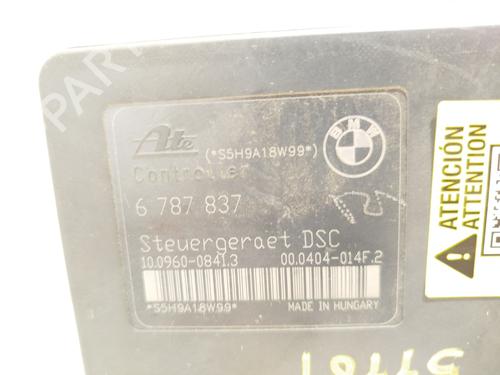 Ate
(*S5H9A18W99*)
BMW
Controller
6 787 837
Steuergeraet DSC
10.0960-0841.3
00.0404-014F.2
*S5H9A18W99*
MADE IN HUNGARY
ATENCIÓN
ATTENTION